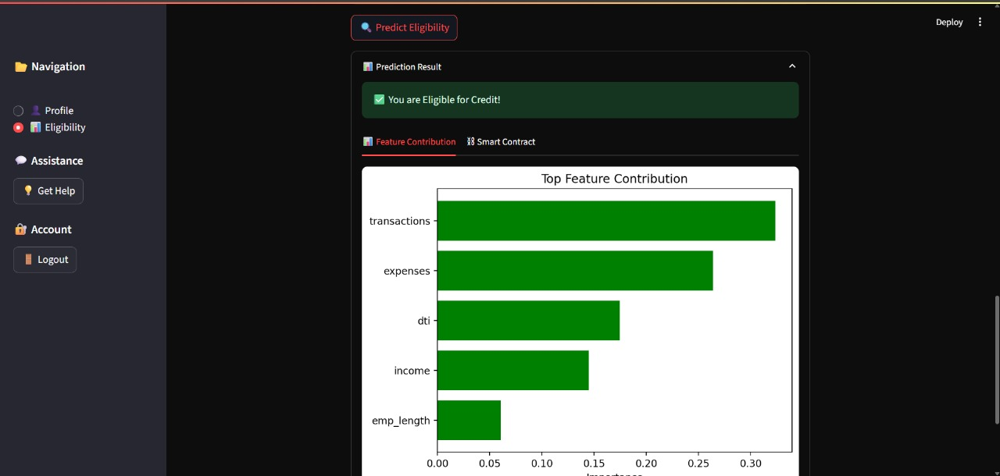 Deploy
Navigation
Profile
Eligibility
Assistance
Get Help
Account
Logout
Predict Eligibility
Prediction Result
You are Eligible for Credit!
Feature Contribution
Smart Contract
Top Feature Contribution
transactions
expenses
dti
income
emp_length
0.00 0.05 0.10 0.15 0.20 0.25 0.30